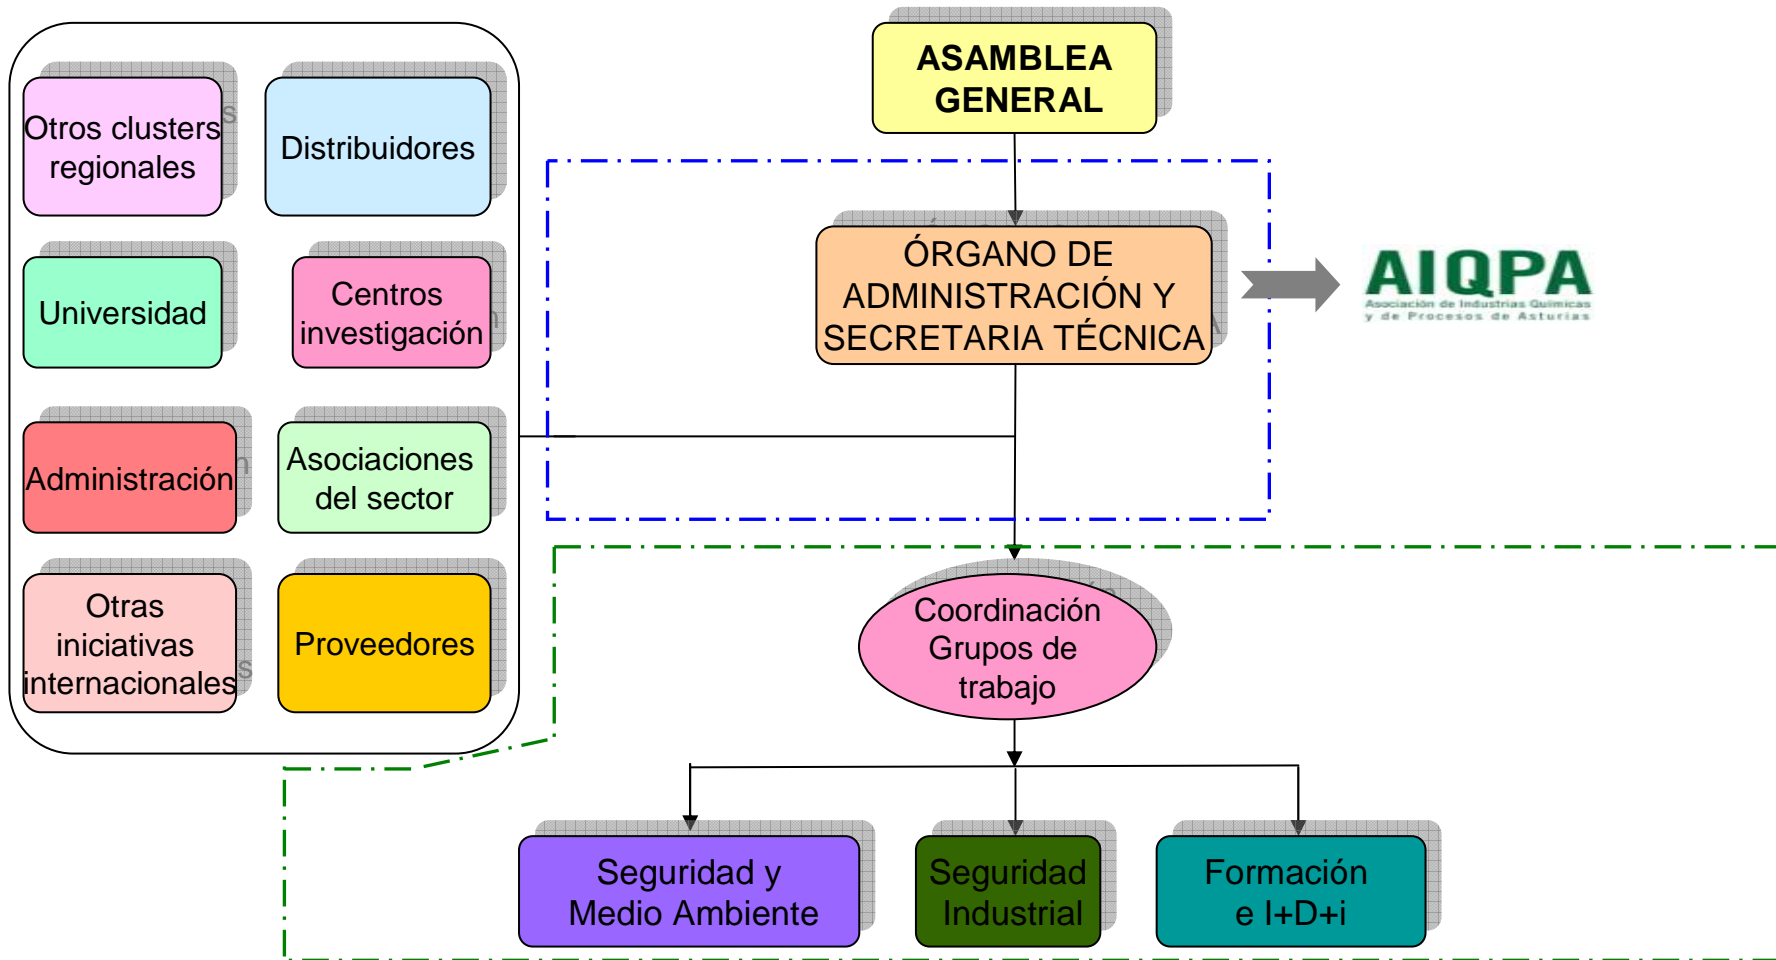 ASAMBLEA
GENERAL
Otros clusters
regionales
Distribuidores
Universidad
Centros
investigación
Administración
Asociaciones
del sector
Otras
iniciativas
internacionales
Proveedores
ÓRGANO DE
ADMINISTRACIÓN Y
SECRETARIA TÉCNICA
AIQPA
Asociación de Industrias Químicas
y de Procesos de Asturias
Coordinación
Grupos de
trabajo
Seguridad y
Medio Ambiente
Seguridad
Industrial
Formación
e I+D+i